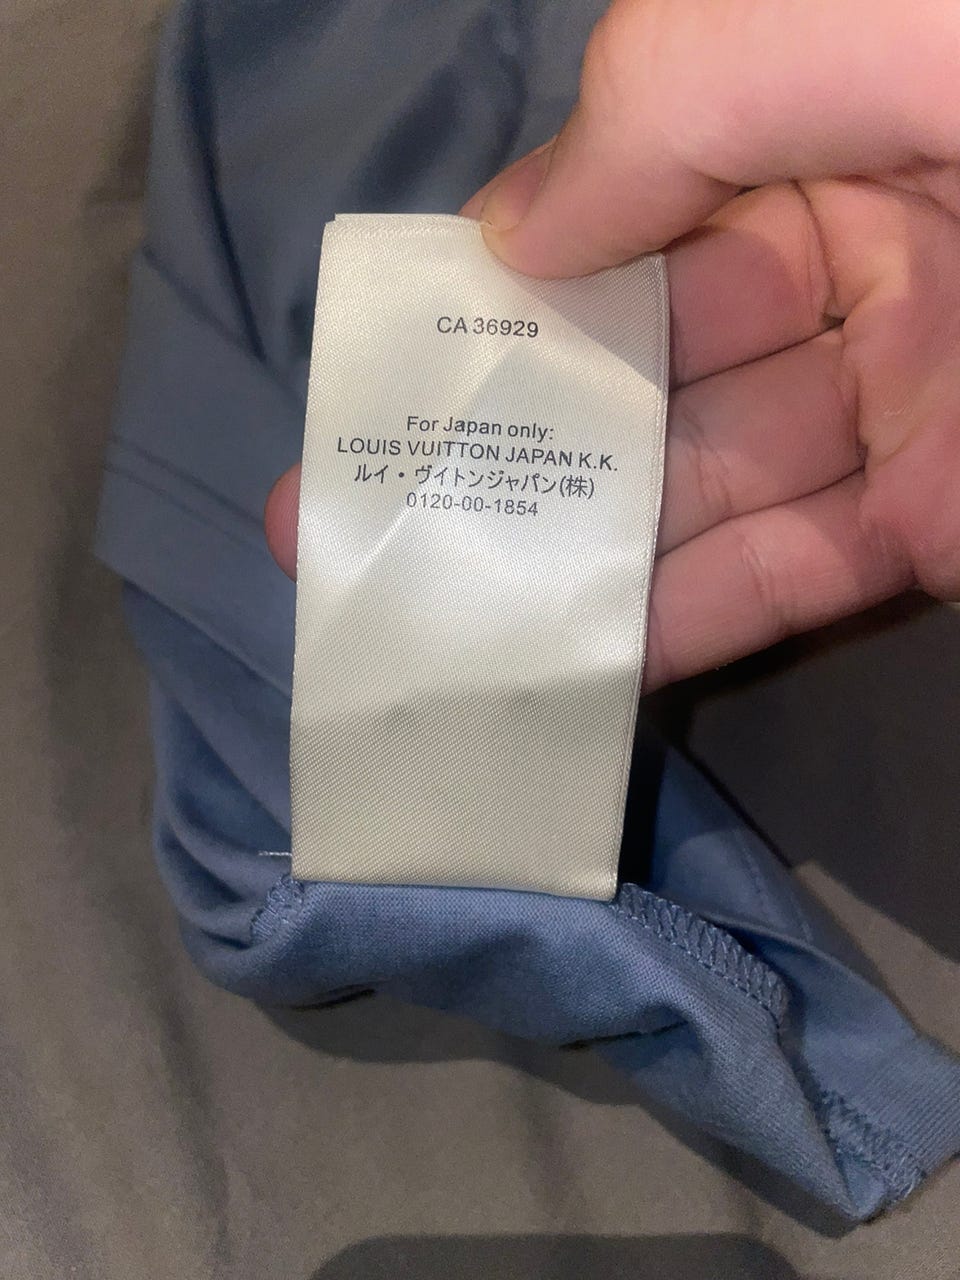 CA 36929
For Japan only:
LOUIS VUITTON JAPAN K.K.
ルイ・ヴイトンジャパン(株)
0120-00-1854